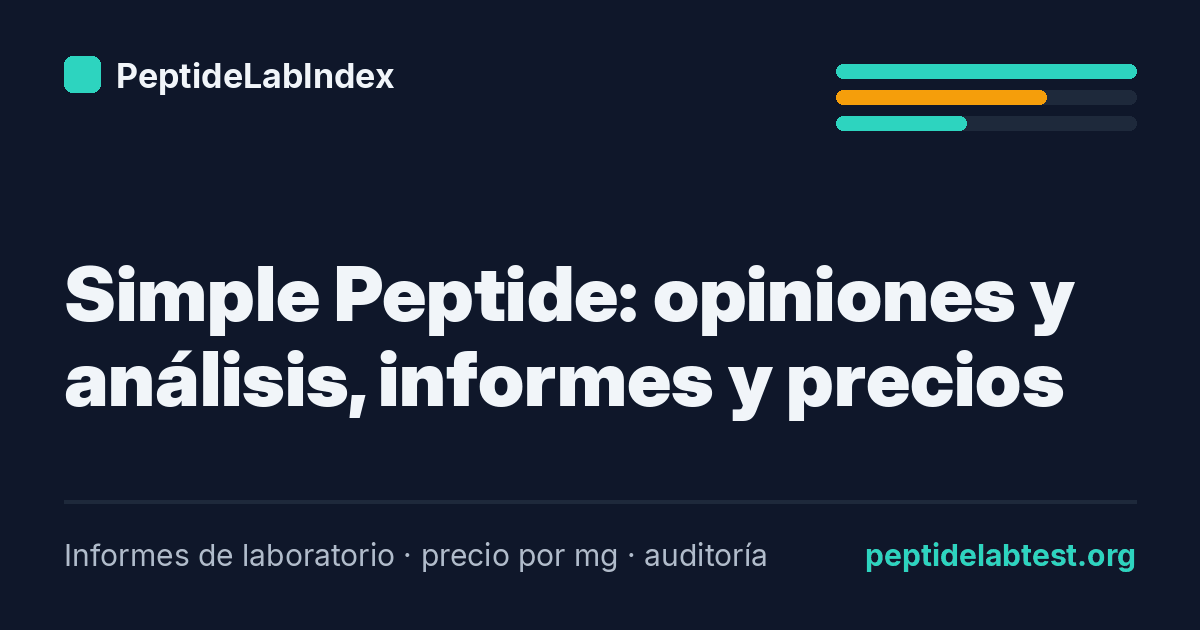 PeptideLabIndex
Simple Peptide: opiniones y
análisis, informes y precios
Informes de laboratorio · precio por mg · auditoría
peptidelabtest.org